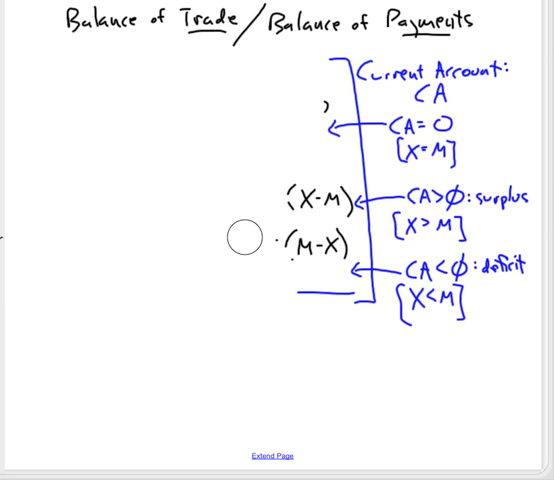 Balance of Trade / Balance of Payments
Current Account:
CA
CA = 0
[X = M]
(X-M)
CA > Ø : surplus
[X > M]
(M-X)
CA < Ø : deficit
[X < M]
Extend Page